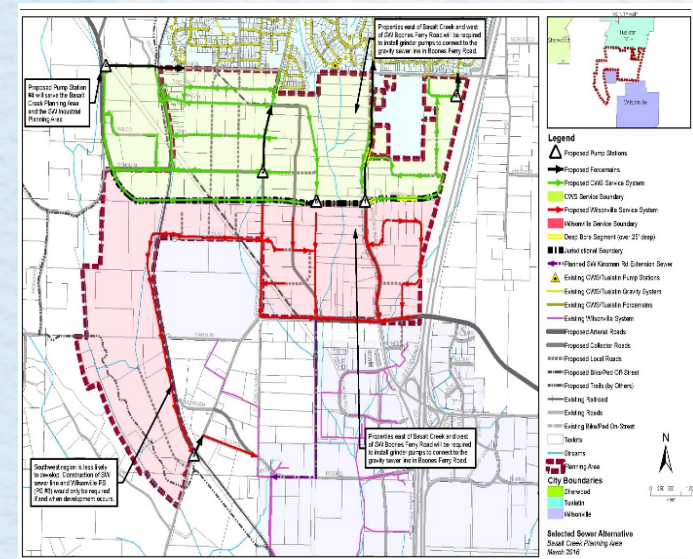 Properties east of Basalt Creek and west
of SW Boones Ferry Road will be required
to install grinder pumps to connect to the
gravity sewer line in Boones Ferry Road.
Proposed Pump Station
#4 will serve the Basalt
Creek Planning Area
and the SW Industrial
Planning Area.
Sherwood
Tualatin
Wilsonville
Legend
Proposed Pump Stations
Proposed Forcemains
Proposed CWS Service System
CWS Service Boundary
Proposed Wilsonville Service System
Wilsonville Service Boundary
Deep Bore Segment (over 25' deep)
Jurisdictional Boundary
Planned SW Kinsman Rd Extension Sewer
Existing CWS/Tualatin Pump Stations
Existing CWS/Tualatin Gravity System
Existing CWS/Tualatin Forcemains
Existing Wilsonville System
Proposed Arterial Roads
Proposed Collector Roads
Proposed Local Roads
Proposed Bike/Ped Off-Street
Proposed Trails (by Others)
Existing Railroad
Existing Roads
Existing Bike/Ped On-Street
Taxlots
Streams
Planning Area
City Boundaries
Sherwood
Tualatin
Wilsonville
N
Feet
Selected Sewer Alternative
Basalt Creek Planning Area
March 2016
Properties east of Basalt Creek and west
of SW Boones Ferry Road will be required
to install grinder pumps to connect to the
gravity sewer line in Boones Ferry Road.
Southwest region is less likely
to develop. Construction of SW
sewer line and Wilsonville PS
would only be required
if and when development occurs.